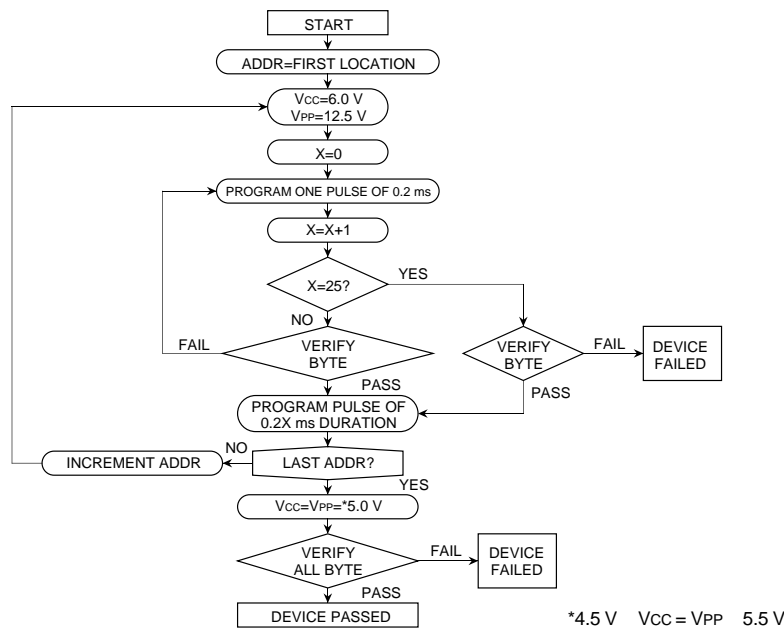 START
ADDR=FIRST LOCATION
VCC=6.0 V
VPP=12.5 V
X=0
PROGRAM ONE PULSE OF 0.2 ms
X=X+1
X=25?
YES
NO
FAIL
VERIFY
BYTE
PASS
VERIFY
BYTE
FAIL
DEVICE
FAILED
PASS
PROGRAM PULSE OF
0.2X ms DURATION
INCREMENT ADDR
NO
LAST ADDR?
YES
VCC=VPP=*5.0 V
VERIFY
ALL BYTE
FAIL
DEVICE
FAILED
PASS
DEVICE PASSED
*4.5 V VCC = VPP 5.5 V